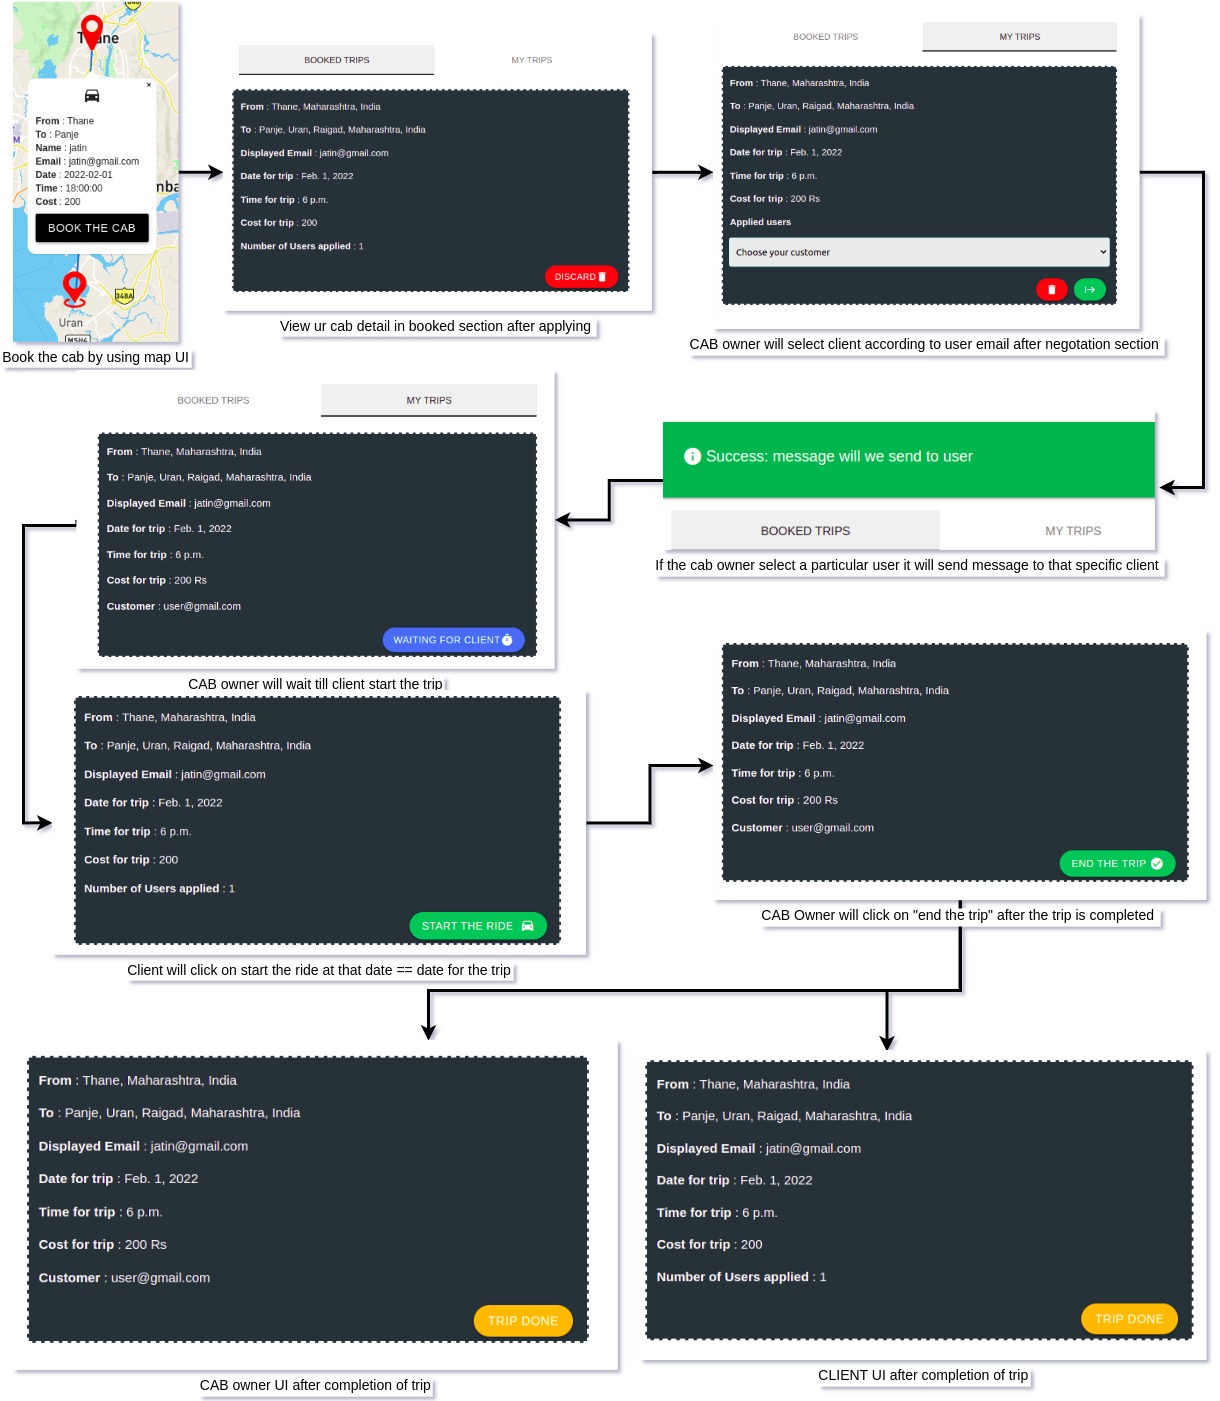 Thane
×
From : Thane
To : Panje
Name : jatin
Email : jatin@gmail.com
Date : 2022-02-01
Time : 18:00:00
Cost : 200
BOOK THE CAB
M
mba
348A
Uran
MSH4
Book the cab by using map UI
BOOKED TRIPS
MY TRIPS
From : Thane, Maharashtra, India
To : Panje, Uran, Raigad, Maharashtra, India
Displayed Email : jatin@gmail.com
Date for trip : Feb. 1, 2022
Time for trip : 6 p.m.
Cost for trip : 200
Number of Users applied : 1
DISCARD
View ur cab detail in booked section after applying
BOOKED TRIPS
MY TRIPS
From : Thane, Maharashtra, India
To : Panje, Uran, Raigad, Maharashtra, India
Displayed Email : jatin@gmail.com
Date for trip : Feb. 1, 2022
Time for trip : 6 p.m.
Cost for trip : 200 Rs
Applied users
Choose your customer
CAB owner will select client according to user email after negotation section
Success: message will we send to user
BOOKED TRIPS
MY TRIPS
If the cab owner select a particular user it will send message to that specific client
BOOKED TRIPS
MY TRIPS
From : Thane, Maharashtra, India
To : Panje, Uran, Raigad, Maharashtra, India
Displayed Email : jatin@gmail.com
Date for trip : Feb. 1, 2022
Time for trip : 6 p.m.
Cost for trip : 200 Rs
Customer : user@gmail.com
WAITING FOR CLIENT
CAB owner will wait till client start the trip
From : Thane, Maharashtra, India
To : Panje, Uran, Raigad, Maharashtra, India
Displayed Email : jatin@gmail.com
Date for trip : Feb. 1, 2022
Time for trip : 6 p.m.
Cost for trip : 200
Number of Users applied : 1
START THE RIDE
Client will click on start the ride at that date == date for the trip
From : Thane, Maharashtra, India
To : Panje, Uran, Raigad, Maharashtra, India
Displayed Email : jatin@gmail.com
Date for trip : Feb. 1, 2022
Time for trip : 6 p.m.
Cost for trip : 200 Rs
Customer : user@gmail.com
END THE TRIP
CAB Owner will click on "end the trip" after the trip is completed
From : Thane, Maharashtra, India
To : Panje, Uran, Raigad, Maharashtra, India
Displayed Email : jatin@gmail.com
Date for trip : Feb. 1, 2022
Time for trip : 6 p.m.
Cost for trip : 200 Rs
Customer : user@gmail.com
TRIP DONE
CAB owner UI after completion of trip
From : Thane, Maharashtra, India
To : Panje, Uran, Raigad, Maharashtra, India
Displayed Email : jatin@gmail.com
Date for trip : Feb. 1, 2022
Time for trip : 6 p.m.
Cost for trip : 200
Number of Users applied : 1
TRIP DONE
CLIENT UI after completion of trip